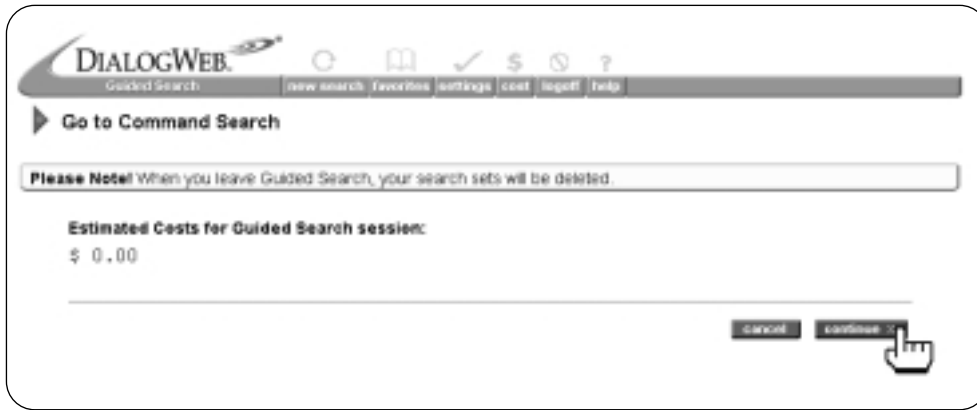 DIALOGWEB.
$ ?
Guided Search new search favorites settings cost logoff help
Go to Command Search
Please Note! When you leave Guided Search, your search sets will be deleted.
Estimated Costs for Guided Search session:
$ 0.00
cancel continue